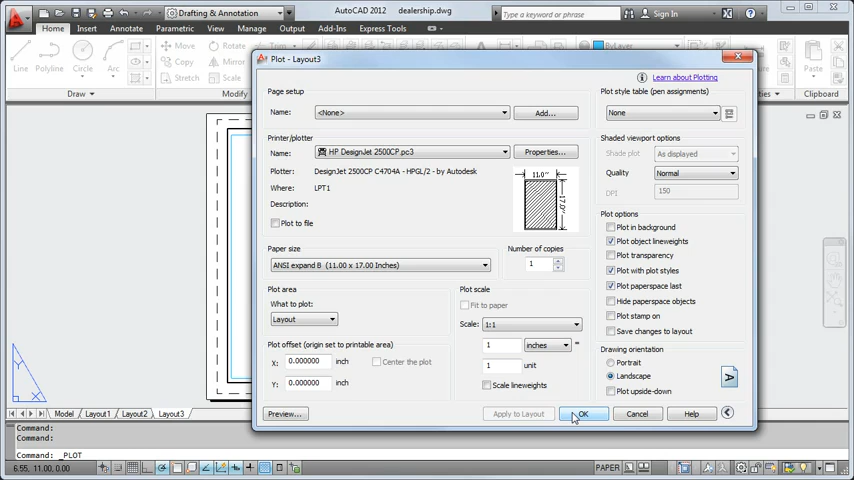 Drafting & Annotation
AutoCAD 2012 dealership.dwg
Type a keyword or phrase
Sign In
Home Insert Annotate Parametric View Manage Output Add-Ins Express Tools
Line Polyline Circle Arc
Move Rotate
Copy
Stretch Scale
ByLayer
Paste
Draw
Modify
Plot - Layout3
Learn about Plotting
Page setup
Name: <None> Add...
Printer/plotter
Name: HP DesignJet 2500CP.pc3 Properties...
Plotter: DesignJet 2500CP C4704A - HPGL/2 - by Autodesk
Where: LPT1
Description:
Plot to file
11.0''
17.0''
Paper size
ANSI expand B (11.00 x 17.00 Inches)
Number of copies
1
Plot area
What to plot:
Layout
Plot scale
Fit to paper
Scale: 1:1
1 inches =
1 unit
Scale lineweights
Plot offset (origin set to printable area)
X: 0.000000 inch Center the plot
Y: 0.000000 inch
Plot style table (pen assignments)
None
Shaded viewport options
Shade plot As displayed
Quality Normal
DPI 150
Plot options
Plot in background
Plot object lineweights
Plot transparency
Plot with plot styles
Plot paperspace last
Hide paperspace objects
Plot stamp on
Save changes to layout
Drawing orientation
Portrait
Landscape
Plot upside-down
A
Preview... Apply to Layout OK Cancel Help
Y
X
Model Layout1 Layout2 Layout3
Command:
Command:
Command: _PLOT
6.55, 11.00, 0.00
PAPER